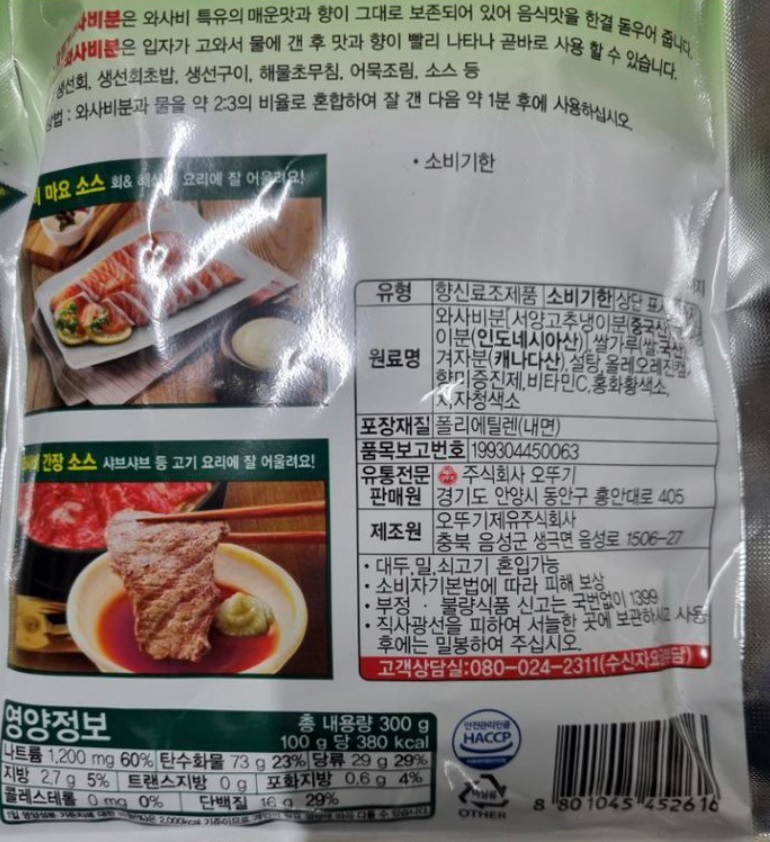 와사비분은 와사비 특유의 매운맛과 향이 그대로 보존되어 있어 음식맛을 한결 돋우어 줍니다.
와사비분은 입자가 고와서 물에 갠 후 맛과 향이 빨리 나타나 곧바로 사용 할 수 있습니다.
생선회, 생선회초밥, 생선구이, 해물초무침, 어묵조림, 소스 등
와사비분과 물을 약 2:3의 비율로 혼합하여 잘 갠 다음 약 1분 후에 사용하십시오.
• 소비기한
마요 소스 회& 요리에 잘 어울려요!
유형 향신료조제품 소비기한 상단
원료명 와사비분[서양고추냉이분(중국산)
이분(인도네시아산)], 쌀가루(쌀:국산)
겨자분(캐나다산), 설탕, 올레오레진
향미증진제, 비타민C, 홍화황색소,
치자청색소
포장재질 폴리에틸렌(내면)
품목보고번호 199304450063
유통전문판매원 주식회사 오뚜기
경기도 안양시 동안구 흥안대로 405
제조원 오뚜기제유주식회사
충북 음성군 생극면 음성로 1506-27
• 대두, 밀, 쇠고기 혼입가능
• 소비자기본법에 따라 피해 보상
• 부정 · 불량식품 신고는 국번없이 1399
• 직사광선을 피하여 서늘한 곳에 보관하시고 사용
후에는 밀봉하여 주십시오.
고객상담실:080-024-2311(수신자요금부담)
간장 소스 샤브샤브 등 고기 요리에 잘 어울려요!
영양정보 총 내용량 300 g
100 g 당 380 kcal
나트륨 1,200 mg 60% 탄수화물 73 g 23% 당류 29 g 29%
지방 2.7 g 5% 트랜스지방 0 g 포화지방 0.6 g 4%
콜레스테롤 0 mg 0% 단백질 16 g 29%
안전관리인증
HACCP
OTHER
8 801045 452616